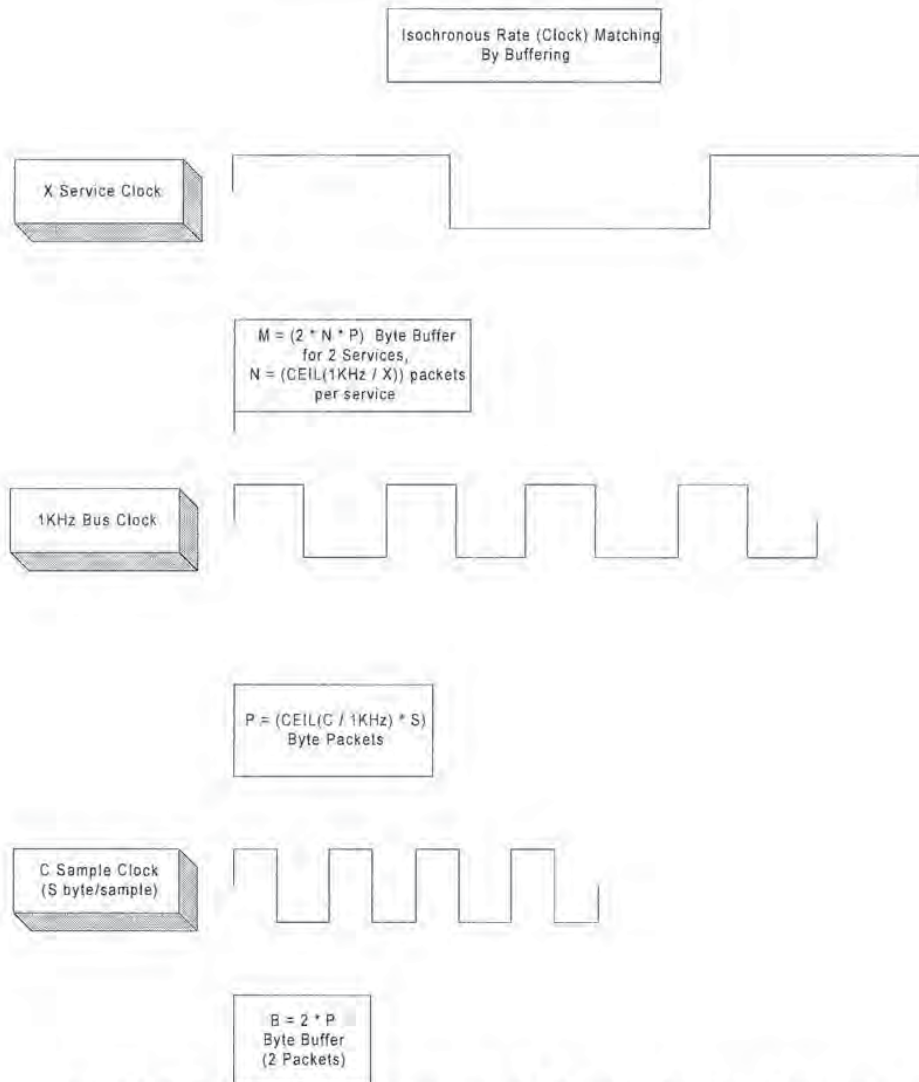 Isochronous Rate (Clock) Matching
By Buffering
X Service Clock
M = (2 * N * P) Byte Buffer
for 2 Services,
N = (CEIL(1KHz / X)) packets
per service
1KHz Bus Clock
P = (CEIL(C / 1KHz) * S)
Byte Packets
C Sample Clock
(S byte/sample)
B = 2 * P
Byte Buffer
(2 Packets)